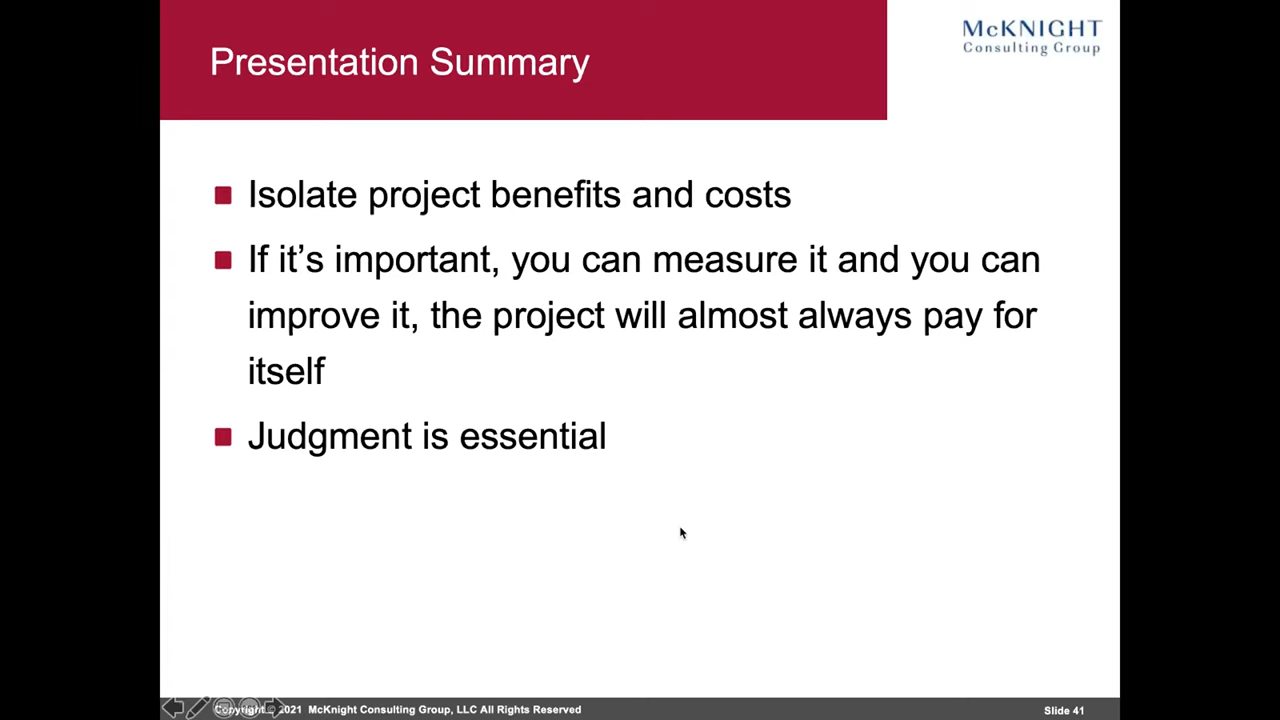 Presentation Summary
McKNIGHT
Consulting Group
Isolate project benefits and costs
If it’s important, you can measure it and you can
improve it, the project will almost always pay for
itself
Judgment is essential
Copyright © 2021 McKnight Consulting Group, LLC All Rights Reserved
Slide 41